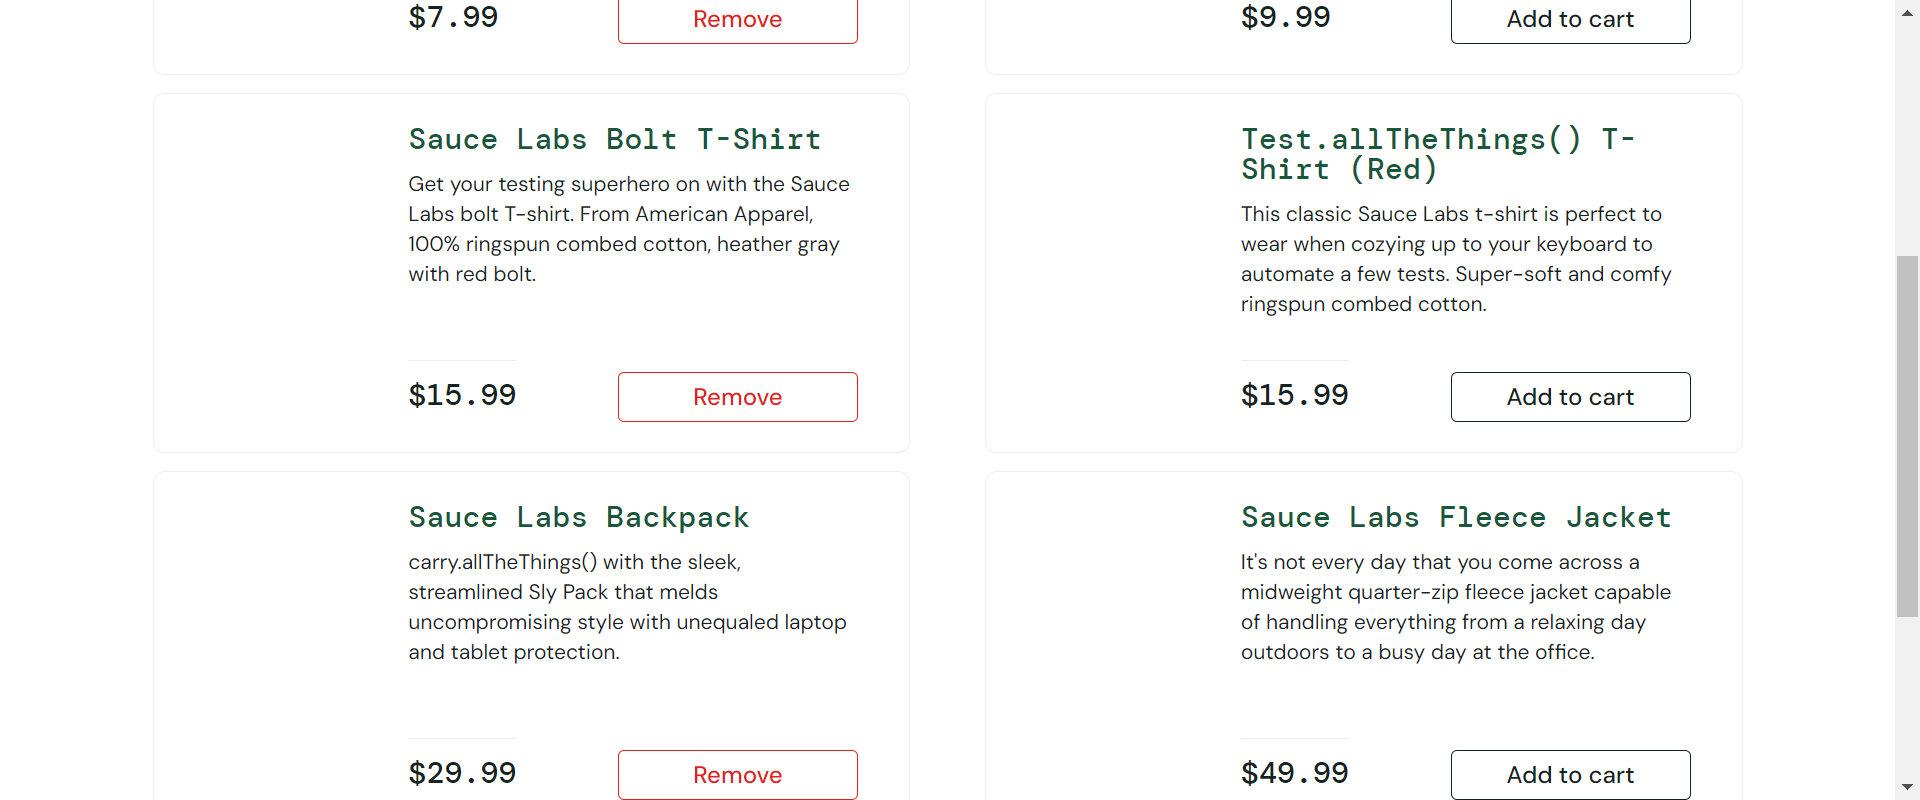 $7.99
Remove
$9.99
Add to cart
Sauce Labs Bolt T-Shirt
Get your testing superhero on with the Sauce
Labs bolt T-shirt. From American Apparel,
100% ringspun combed cotton, heather gray
with red bolt.
$15.99
Remove
Test.allTheThings() T-
Shirt (Red)
This classic Sauce Labs t-shirt is perfect to
wear when cozying up to your keyboard to
automate a few tests. Super-soft and comfy
ringspun combed cotton.
$15.99
Add to cart
Sauce Labs Backpack
carry.allTheThings() with the sleek,
streamlined Sly Pack that melds
uncompromising style with unequaled laptop
and tablet protection.
$29.99
Remove
Sauce Labs Fleece Jacket
It's not every day that you come across a
midweight quarter-zip fleece jacket capable
of handling everything from a relaxing day
outdoors to a busy day at the office.
$49.99
Add to cart